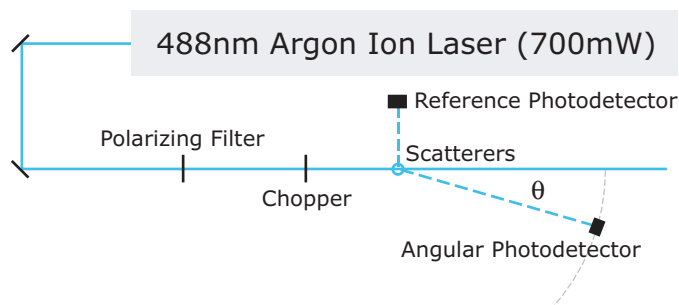 488nm Argon Ion Laser (700mW)
Reference Photodetector
Polarizing Filter
Scatterers
Chopper
θ
Angular Photodetector